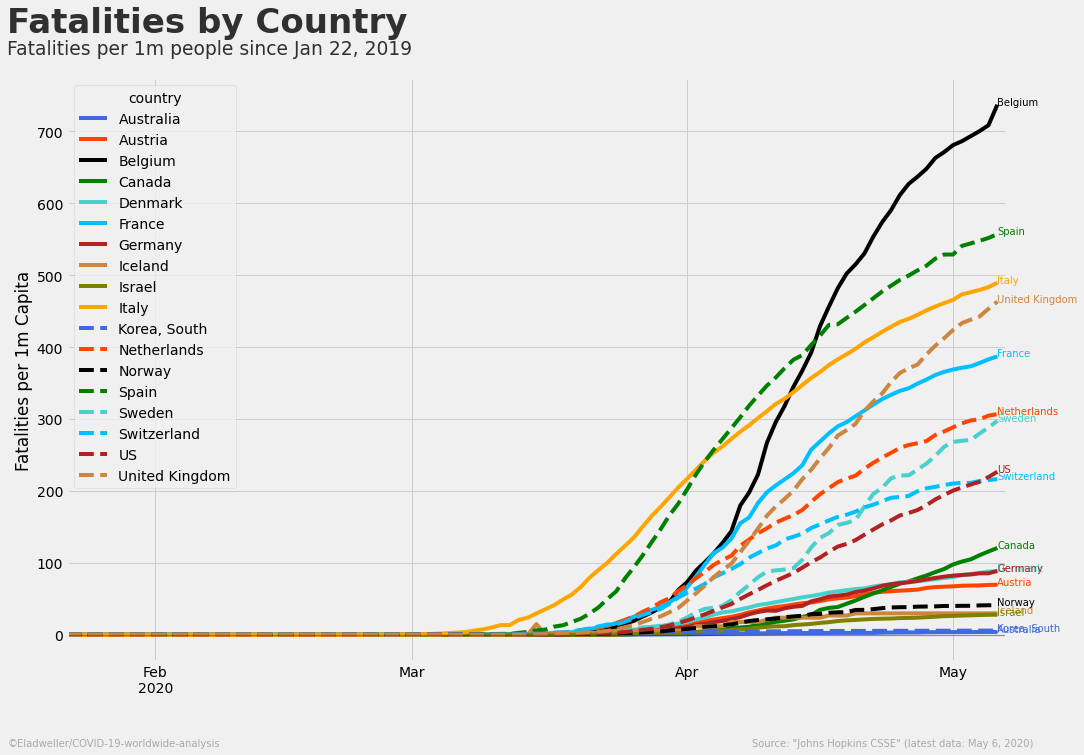 Fatalities by Country
Fatalities per 1m people since Jan 22, 2019
country
Australia
Austria
Belgium
Canada
Denmark
France
Germany
Iceland
Israel
Italy
Korea, South
Netherlands
Norway
Spain
Sweden
Switzerland
US
United Kingdom
Fatalities per 1m Capita
700
600
500
400
300
200
100
0
Feb
2020
Mar
Apr
May
Belgium
Spain
Italy
United Kingdom
France
Netherlands
Sweden
US
Switzerland
Canada
Germany
Austria
Norway
Israel
Korea, South
Australia
©Eladweller/COVID-19-worldwide-analysis
Source: "Johns Hopkins CSSE" (latest data: May 6, 2020)